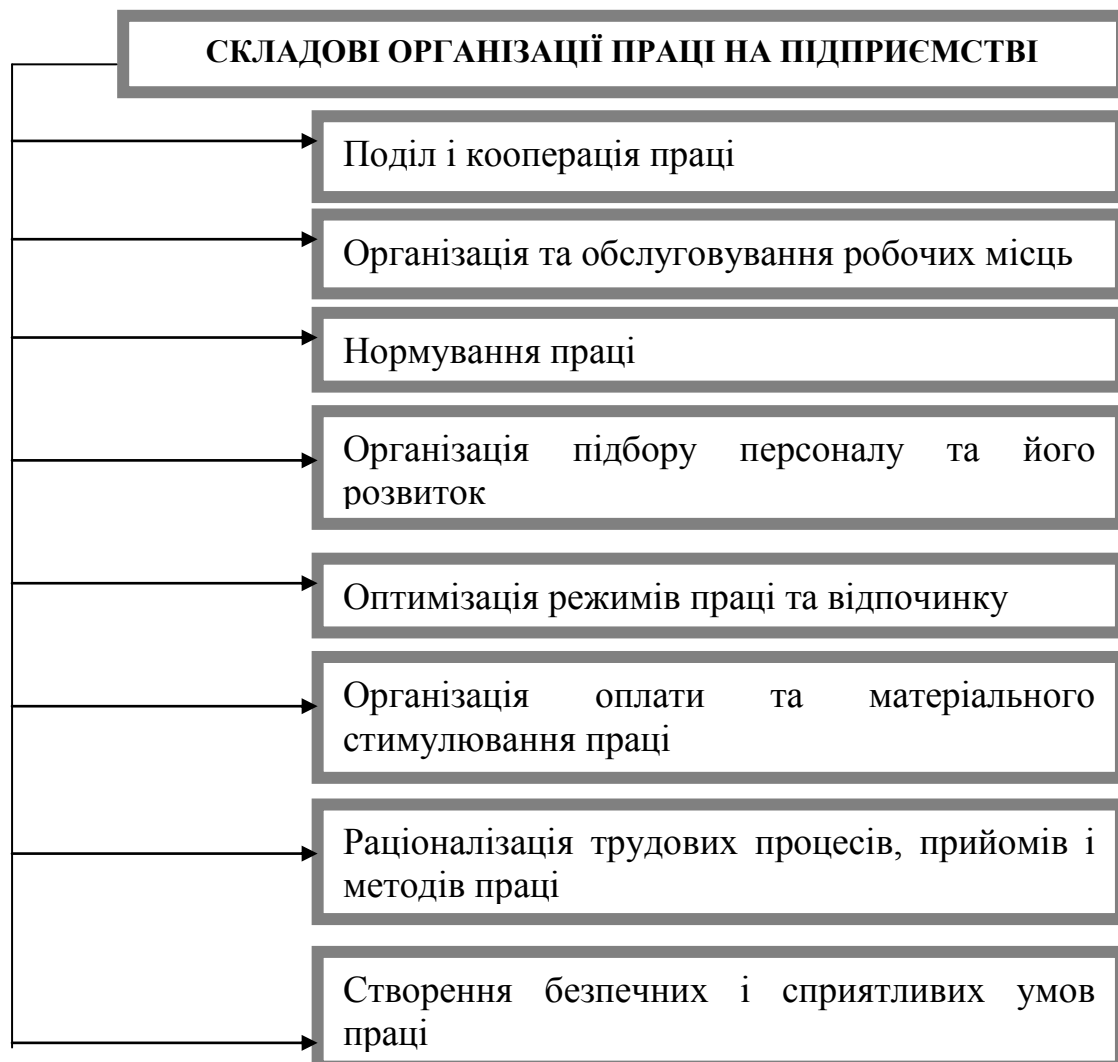 СКЛАДОВІ ОРГАНІЗАЦІЇ ПРАЦІ НА ПІДПРИЄМСТВІ
Поділ і кооперація праці
Організація та обслуговування робочих місць
Нормування праці
Організація підбору персоналу та його
розвиток
Оптимізація режимів праці та відпочинку
Організація оплати та матеріального
стимулювання праці
Раціоналізація трудових процесів, прийомів і
методів праці
Створення безпечних і сприятливих умов
праці